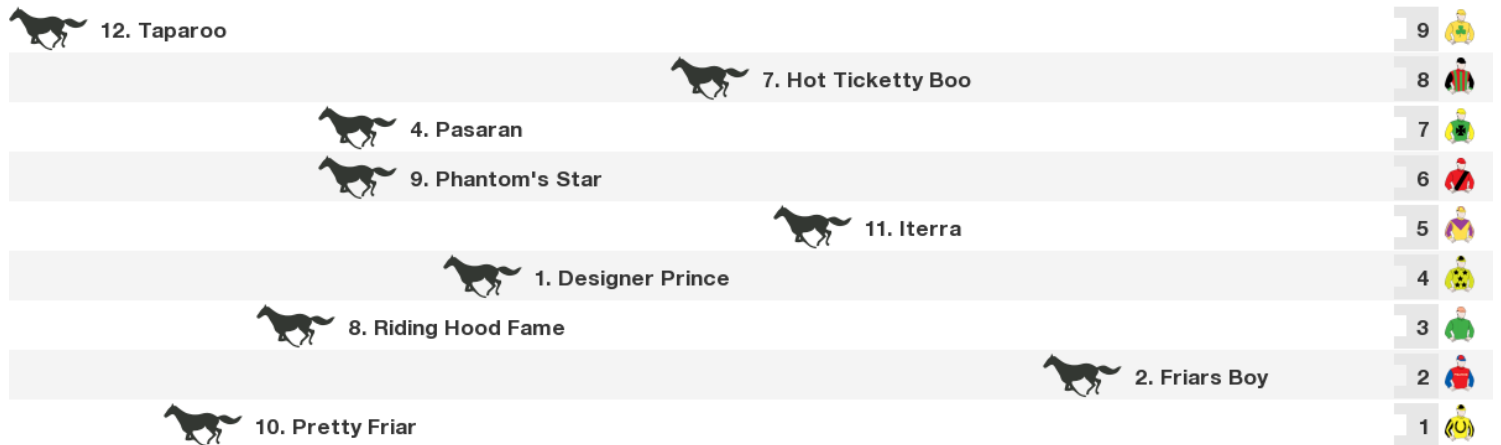 12. Taparoo 9
7. Hot Ticketty Boo 8
4. Pasaran 7
9. Phantom's Star 6
11. Iterra 5
1. Designer Prince 4
8. Riding Hood Fame 3
2. Friars Boy 2
10. Pretty Friar 1